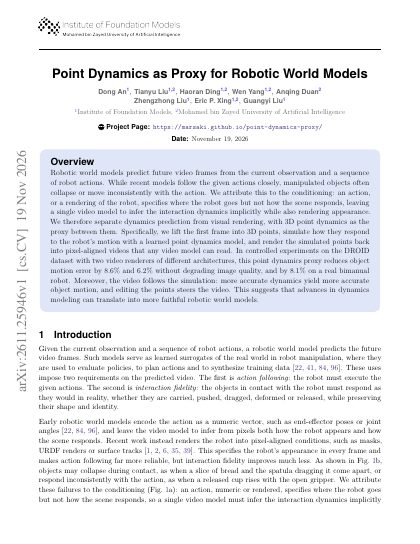 Institute of Foundation Models
Mohamed bin Zayed University of Artificial Intelligence
Point Dynamics as Proxy for Robotic World Models
Dong An¹, Tianyu Liu¹,², Haoran Ding¹,², Wen Yang¹,², Anqing Duan²
Zhengzhong Liu¹, Eric P. Xing¹,², Guangyi Liu¹
¹Institute of Foundation Models, ²Mohamed bin Zayed University of Artificial Intelligence
Project Page: https://marsaki.github.io/point-dynamics-proxy/
Date: November 19, 2026
arXiv:2611.25946v1 [cs.CV] 19 Nov 2026
Overview
Robotic world models predict future video frames from the current observation and a sequence
of robot actions. While recent models follow the given actions closely, manipulated objects often
collapse or move inconsistently with the action. We attribute this to the conditioning: an action,
or a rendering of the robot, specifies where the robot goes but not how the scene responds, leaving
a single video model to infer the interaction dynamics implicitly while also rendering appearance.
We therefore separate dynamics prediction from visual rendering, with 3D point dynamics as the
proxy between them. Specifically, we lift the first frame into 3D points, simulate how they
respond to the robot's motion with a learned point dynamics model, and render the simulated points
back into pixel-aligned videos that any video model can read. In controlled experiments on the DROID
dataset with two video renderers of different architectures, this point dynamics proxy reduces object
motion error by 8.6% and 6.2% without degrading image quality, and by 8.1% on a real bimanual
robot. Moreover, the video follows the simulation: more accurate dynamics yield more accurate
object motion, and editing the points steers the video. This suggests that advances in dynamics
modeling can translate into more faithful robotic world models.
1 Introduction
Given the current observation and a sequence of robot actions, a robotic world model predicts the future
video frames. Such models serve as learned surrogates of the real world in robot manipulation, where they
are used to evaluate policies, to plan actions and to synthesize training data [22, 41, 84, 96]. These uses
impose two requirements on the predicted video. The first is action following: the robot must execute the
given actions. The second is interaction fidelity: the objects in contact with the robot must respond as
they would in reality, whether they are carried, pushed, dragged, deformed or released, while preserving
their shape and identity.
Early robotic world models encode the action as a numeric vector, such as end-effector poses or joint
angles [22, 84, 96], and leave the video model to infer from pixels both how the robot appears and how
the scene responds. Recent work instead renders the robot into pixel-aligned conditions, such as masks,
URDF renders or surface tracks [1, 2, 6, 35, 39]. This specifies the robot's appearance in every frame and
makes action following far more reliable, but interaction fidelity improves much less. As shown in Fig. 1b,
objects may collapse during contact, as when a slice of bread and the spatula dragging it come apart, or
respond inconsistently with the action, as when a released cup rises with the open gripper. We attribute
these failures to the conditioning (Fig. 1a): an action, numeric or rendered, specifies where the robot goes
but not how the scene responds, so a single video model must infer the interaction dynamics implicitly